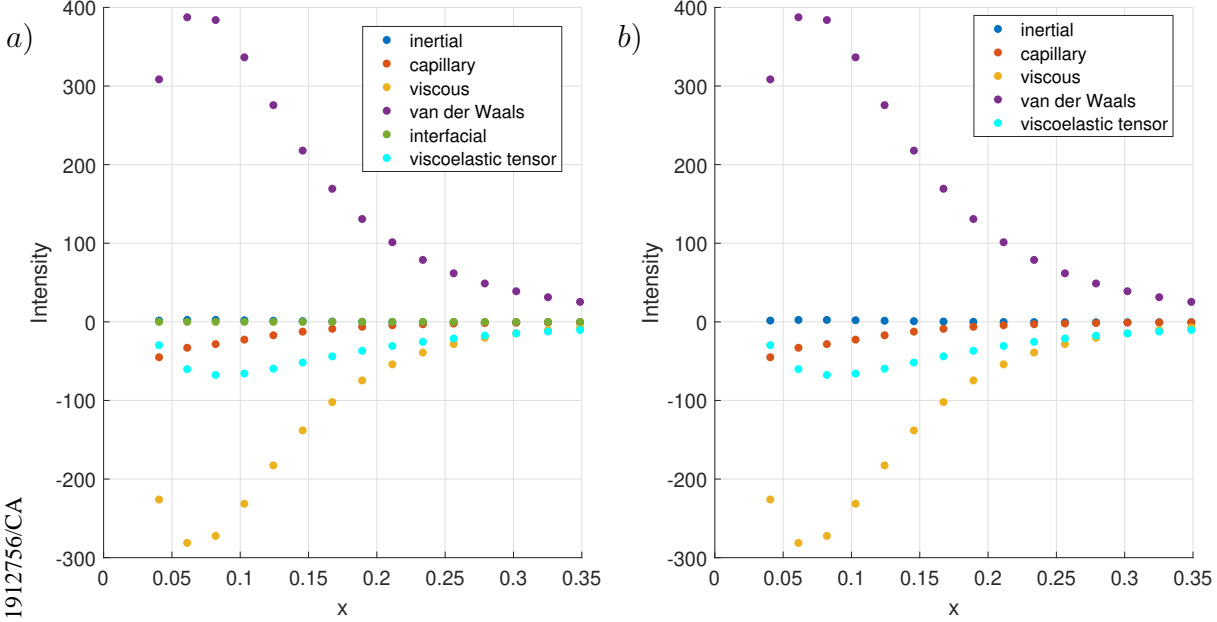 a)
400
300
200
100
0
-100
-200
-300
Intensity
0
0.05
0.1
0.15
0.2
0.25
0.3
0.35
x
inertial
capillary
viscous
van der Waals
interfacial
viscoelastic tensor
b)
400
300
200
100
0
-100
-200
-300
Intensity
0
0.05
0.1
0.15
0.2
0.25
0.3
0.35
x
inertial
capillary
viscous
van der Waals
viscoelastic tensor
1912756/CA